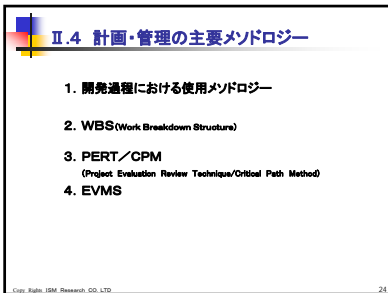 Ⅱ.4 計画・管理の主要メソドロジー
1. 開発過程における使用メソドロジー
2. WBS(Work Breakdown Structure)
3. PERT／CPM
(Project Evaluation Review Technique/Critical Path Method)
4. EVMS
Copy Rights ISM Research CO. LTD
24